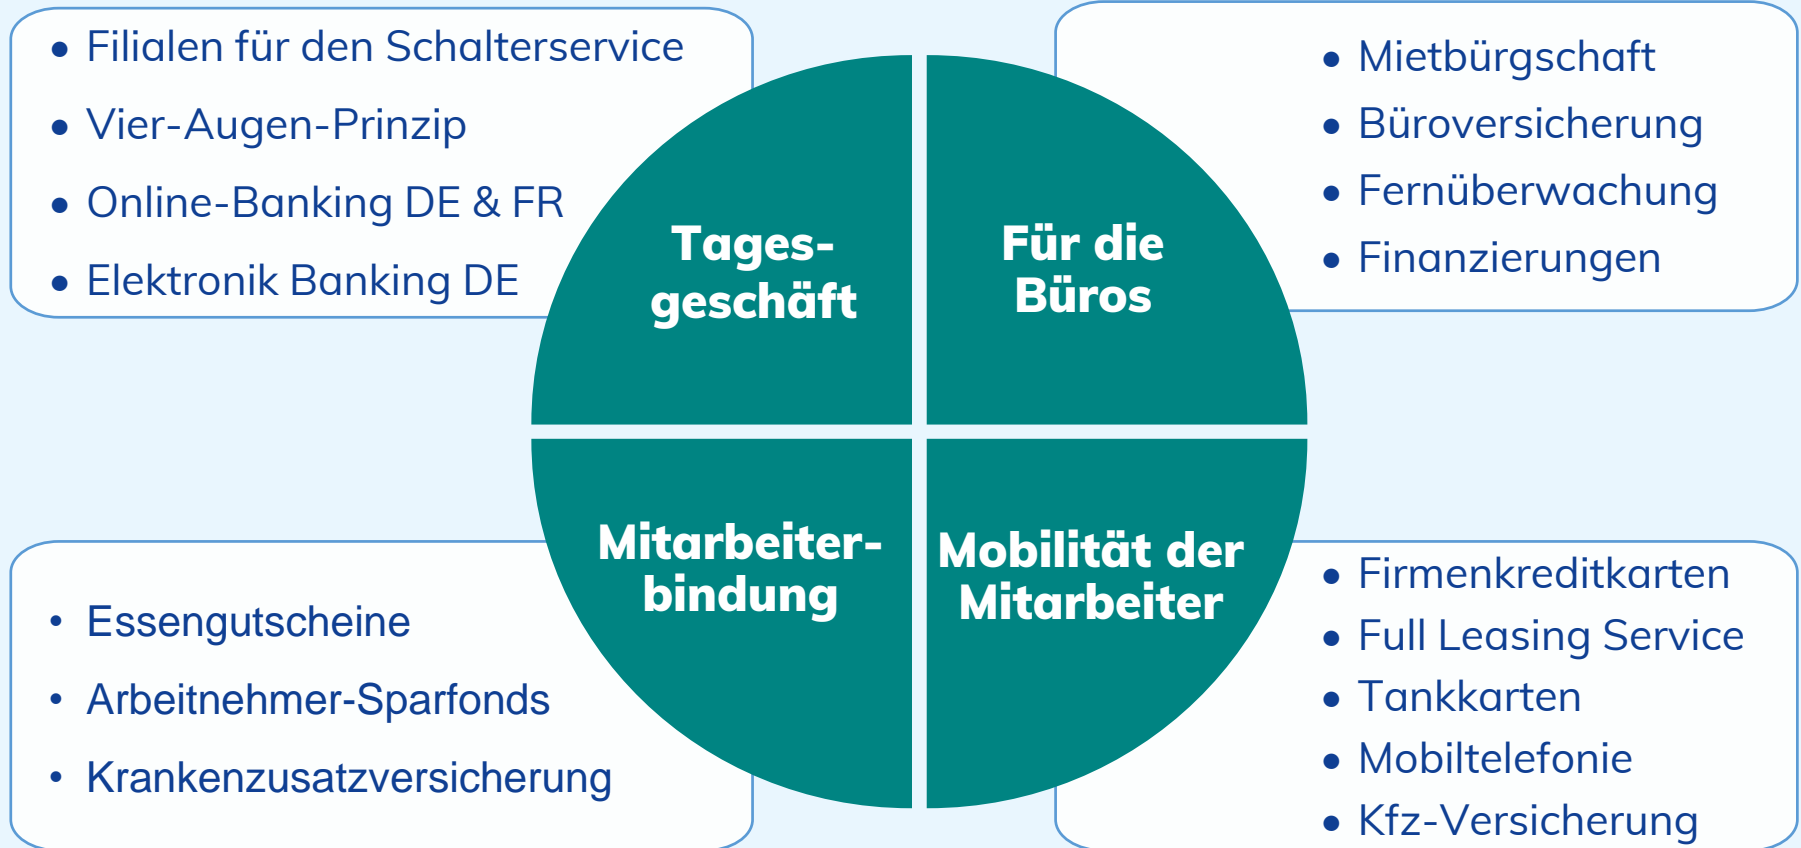 • Filialen für den Schalterservice
• Vier-Augen-Prinzip
• Online-Banking DE & FR
• Elektronik Banking DE
Tages-
geschäft
• Mietbürgschaft
• Büroversicherung
• Fernüberwachung
• Finanzierungen
Für die
Büros
• Essengutscheine
• Arbeitnehmer-Sparfonds
• Krankenzusatzversicherung
Mitarbeiter-
bindung
Mobilität der
Mitarbeiter
• Firmenkreditkarten
• Full Leasing Service
• Tankkarten
• Mobiltelefonie
• Kfz-Versicherung